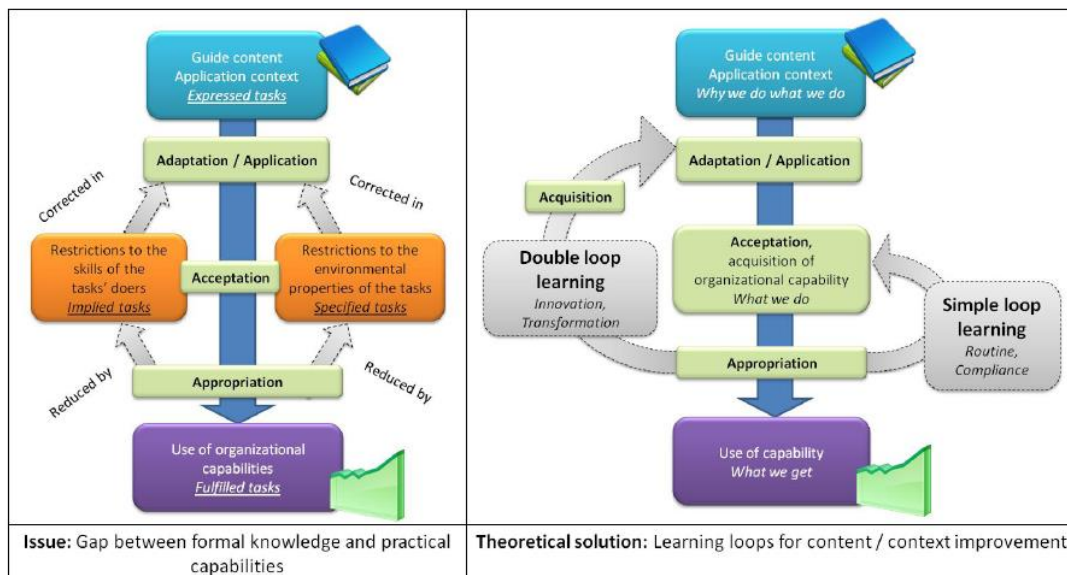 Guide content
Application context
Expressed tasks
Adaptation / Application
Corrected in
Corrected in
Restrictions to the
skills of the
tasks' doers
Implied tasks
Acceptation
Restrictions to the
environmental
properties of the tasks
Specified tasks
Reduced by
Appropriation
Reduced by
Use of organizational
capabilities
Fulfilled tasks
Issue: Gap between formal knowledge and practical
capabilities
Guide content
Application context
Why we do what we do
Adaptation / Application
Acquisition
Double loop
learning
Innovation,
Transformation
Acceptation,
acquisition of
organizational capability
What we do
Simple loop
learning
Routine,
Compliance
Appropriation
Use of capability
What we get
Theoretical solution: Learning loops for content / context improvement